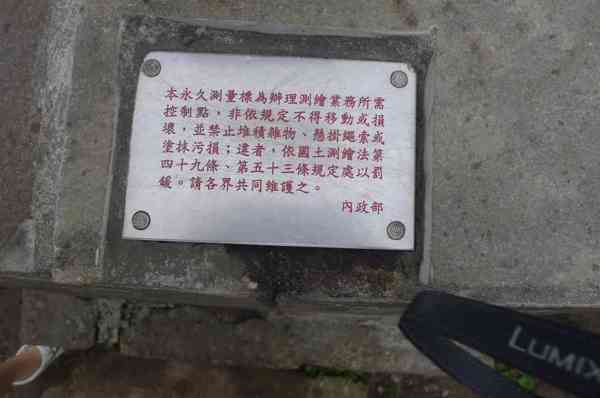 本永久測量標為辦理測繪業務所需
控制點，非依規定不得移動或損
壞，並禁止堆積雜物、懸掛繩索或
塗抹污損；違者，依國土測繪法第
四十九條、第五十三條規定處以罰
鍰。請各界共同維護之。
內政部
LUMIX